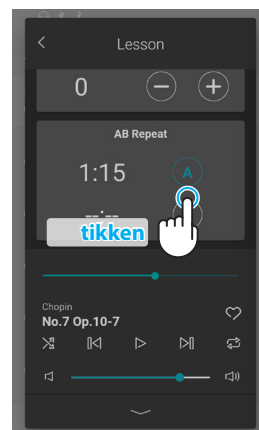 Lesson
0
AB Repeat
1:15
A
--:--
tikken
Chopin
No.7 Op.10-7